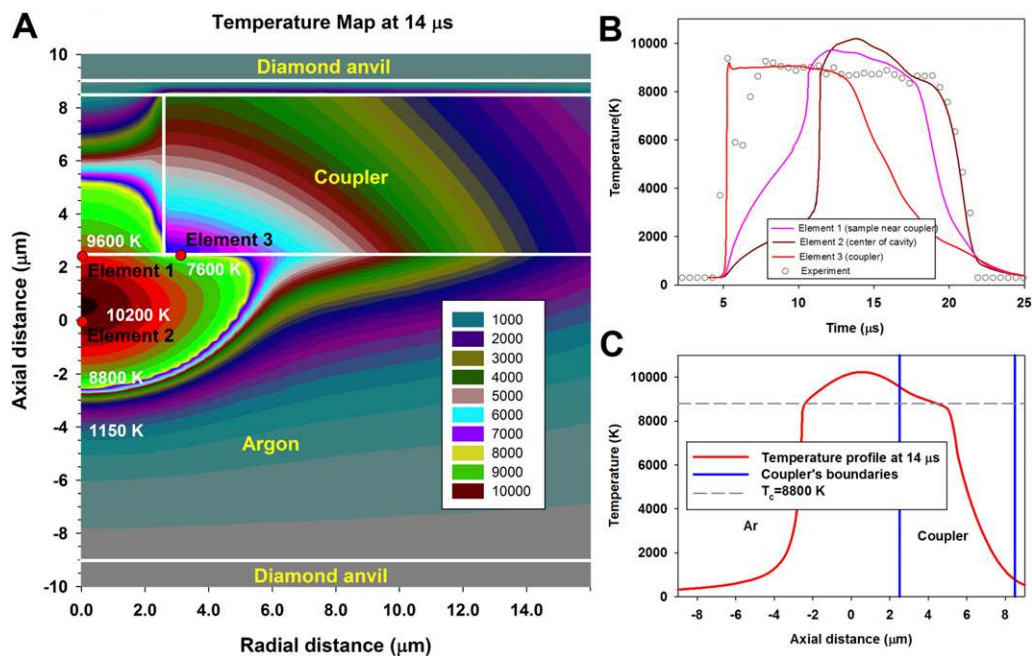 A
Temperature Map at 14 μs
Axial distance (μm)
10
8
6
4
2
0
-2
-4
-6
-8
-10
Diamond anvil
Coupler
9600 K
Element 3
Element 1
7600 K
10200 K
Element 2
8800 K
1150 K
Argon
1000
2000
3000
4000
5000
6000
7000
8000
9000
10000
Diamond anvil
0.0 2.0 4.0 6.0 8.0 10.0 12.0 14.0
Radial distance (μm)
B
Temperature(K)
10000
8000
6000
4000
2000
0
Element 1 (sample near coupler)
Element 2 (center of cavity)
Element 3 (coupler)
Experiment
5 10 15 20 25
Time (μs)
C
Temperature (K)
10000
8000
6000
4000
2000
0
Temperature profile at 14 μs
Coupler's boundaries
Tc=8800 K
Ar
Coupler
-8 -6 -4 -2 0 2 4 6 8
Axial distance (μm)